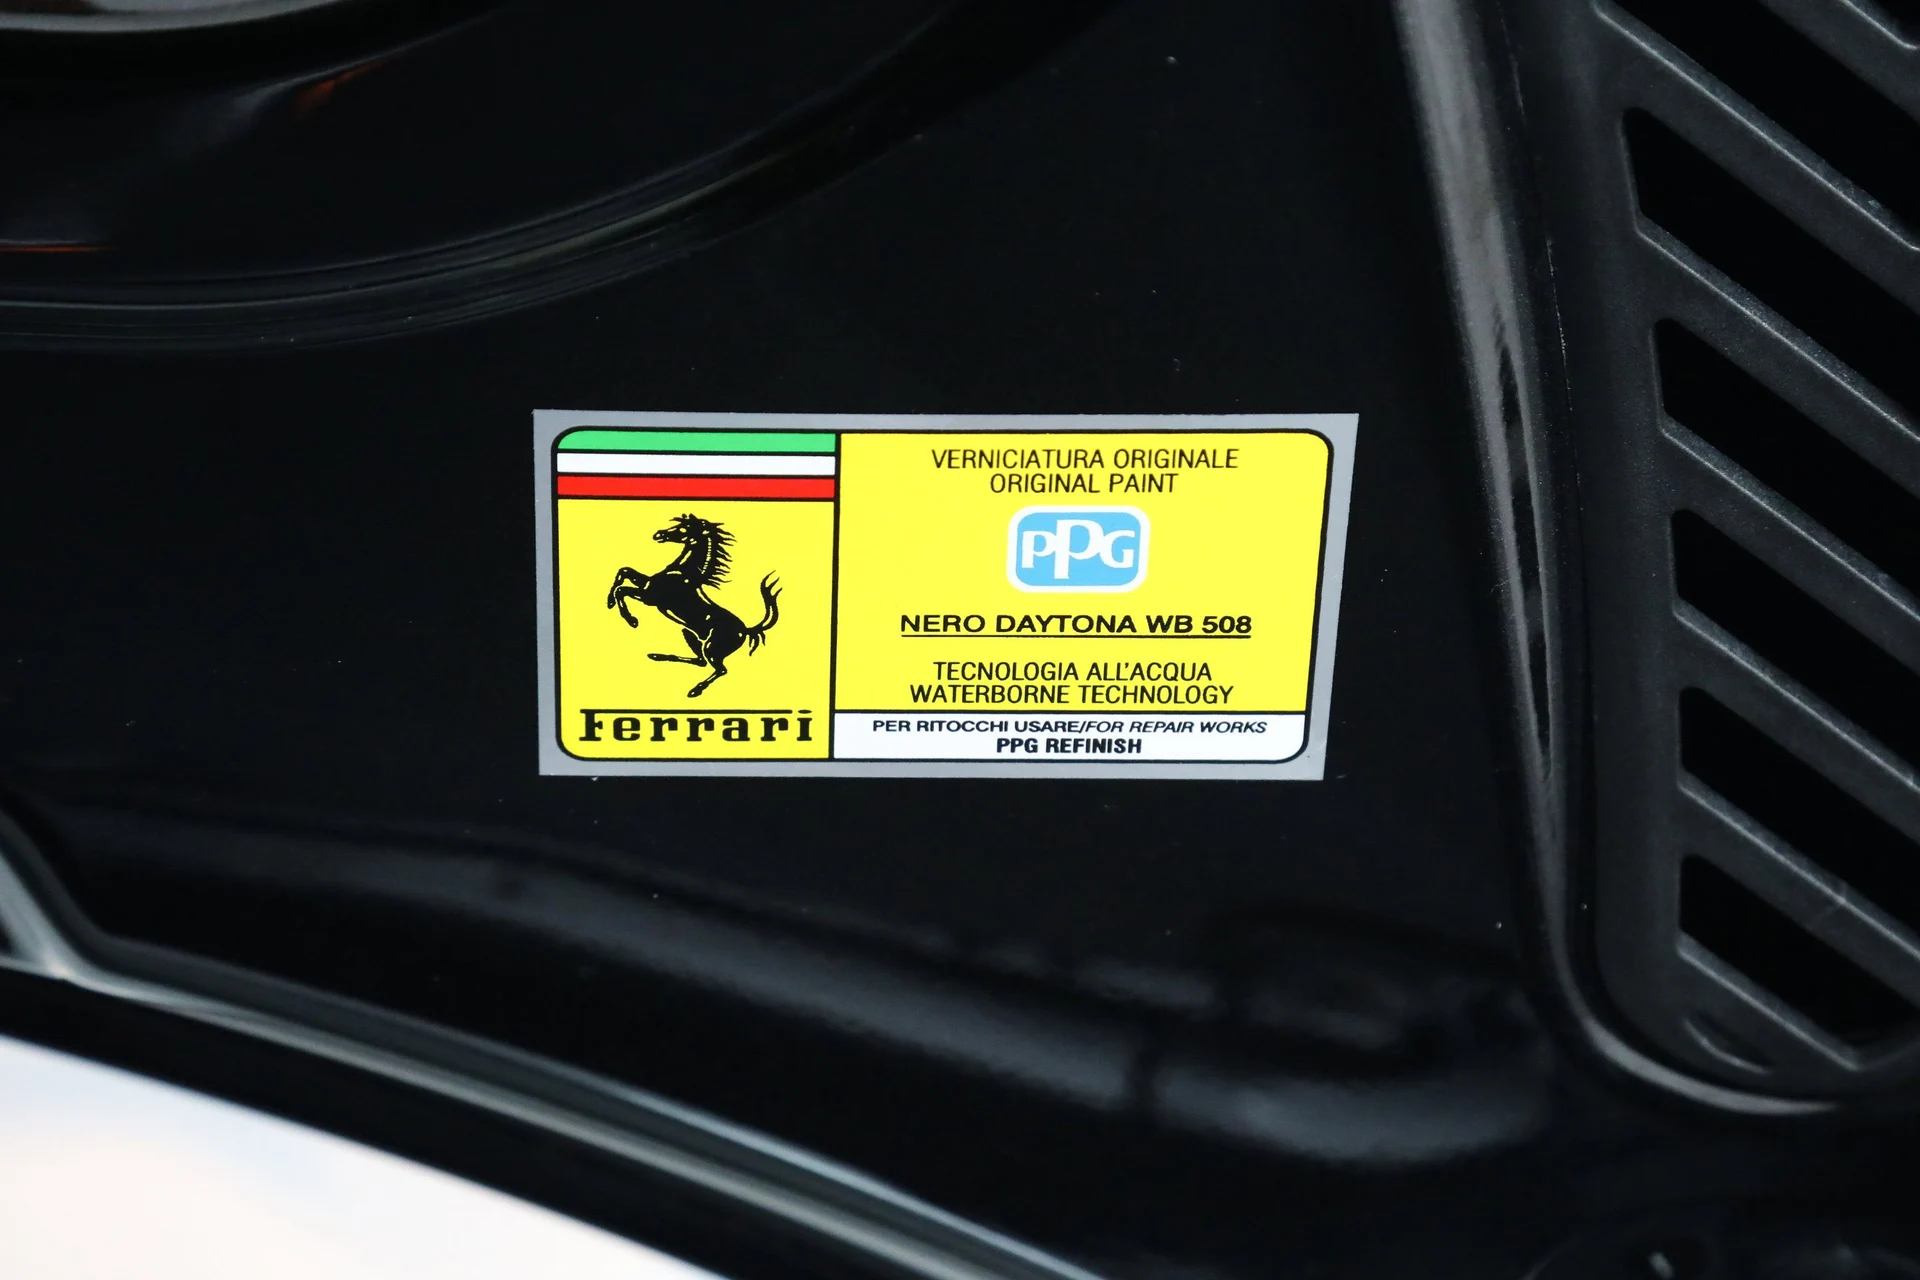 Ferrari
VERNICIATURA ORIGINALE
ORIGINAL PAINT
PPG
NERO DAYTONA WB 508
TECNOLOGIA ALL'ACQUA
WATERBORNE TECHNOLOGY
PER RITOCCHI USARE/FOR REPAIR WORKS
PPG REFINISH